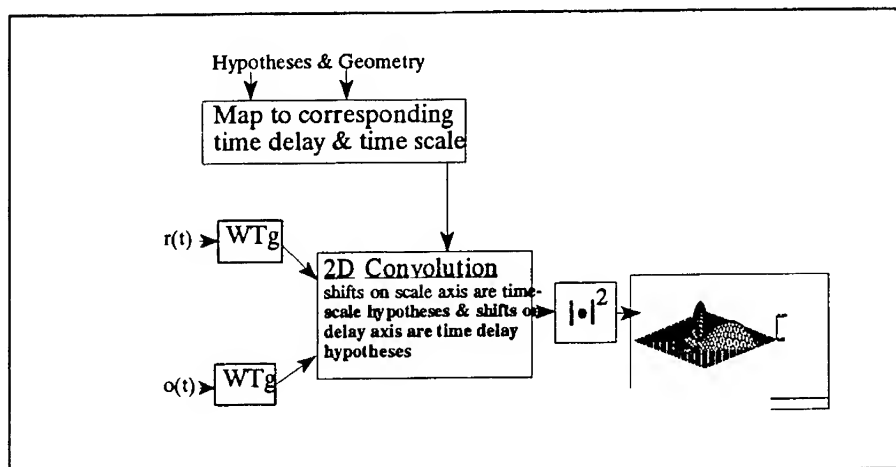 Hypotheses & Geometry
Map to corresponding
time delay & time scale
r(t)
WTg
2D Convolution
shifts on scale axis are time-
scale hypotheses & shifts on
delay axis are time delay
hypotheses
|•|²
o(t)
WTg